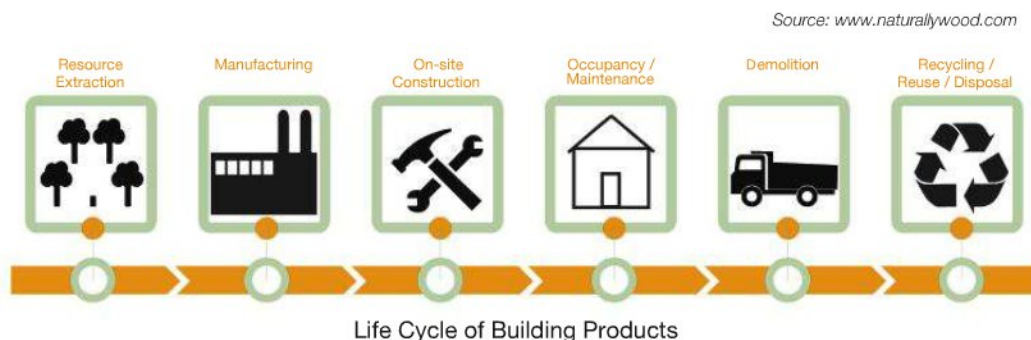 Source: www.naturallywood.com
Resource
Extraction
Manufacturing
On-site
Construction
Occupancy /
Maintenance
Demolition
Recycling /
Reuse / Disposal
Life Cycle of Building Products